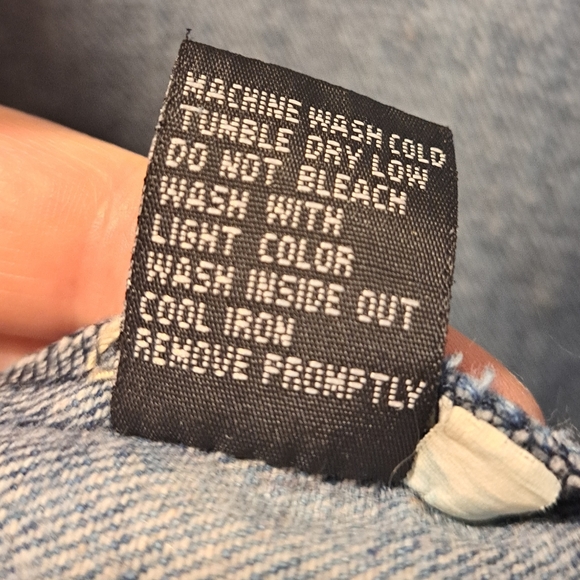 MACHINE WASH COLD
TUMBLE DRY LOW
DO NOT BLEACH
WASH WITH
LIGHT COLOR
WASH INSIDE OUT
COOL IRON
REMOVE PROMPTLY